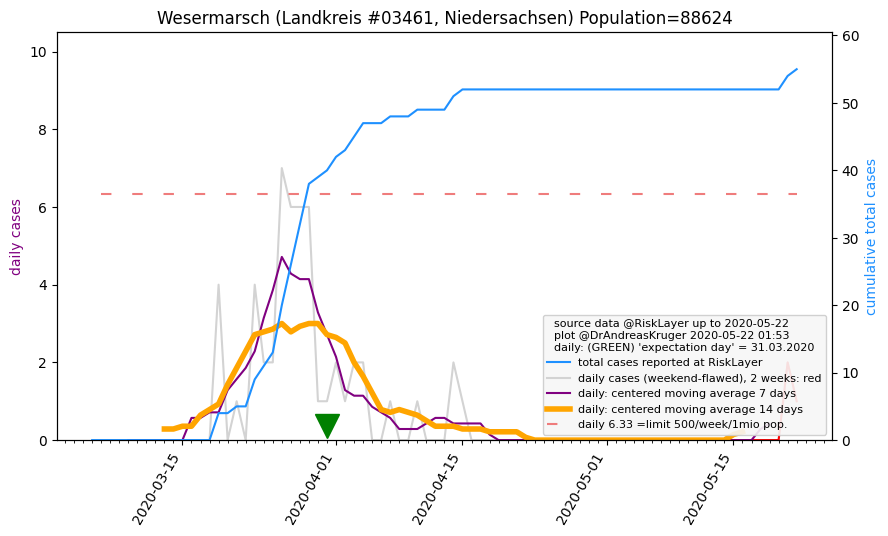 Wesermarsch (Landkreis #03461, Niedersachsen) Population=88624
10
8
6
4
2
0
daily cases
60
50
40
30
20
10
0
cumulative total cases
source data @RiskLayer up to 2020-05-22
plot @DrAndreasKruger 2020-05-22 01:53
daily: (GREEN) 'expectation day' = 31.03.2020
total cases reported at RiskLayer
daily cases (weekend-flawed), 2 weeks: red
daily: centered moving average 7 days
daily: centered moving average 14 days
daily 6.33 =limit 500/week/1mio pop.
2020-03-15
2020-04-01
2020-04-15
2020-05-01
2020-05-15